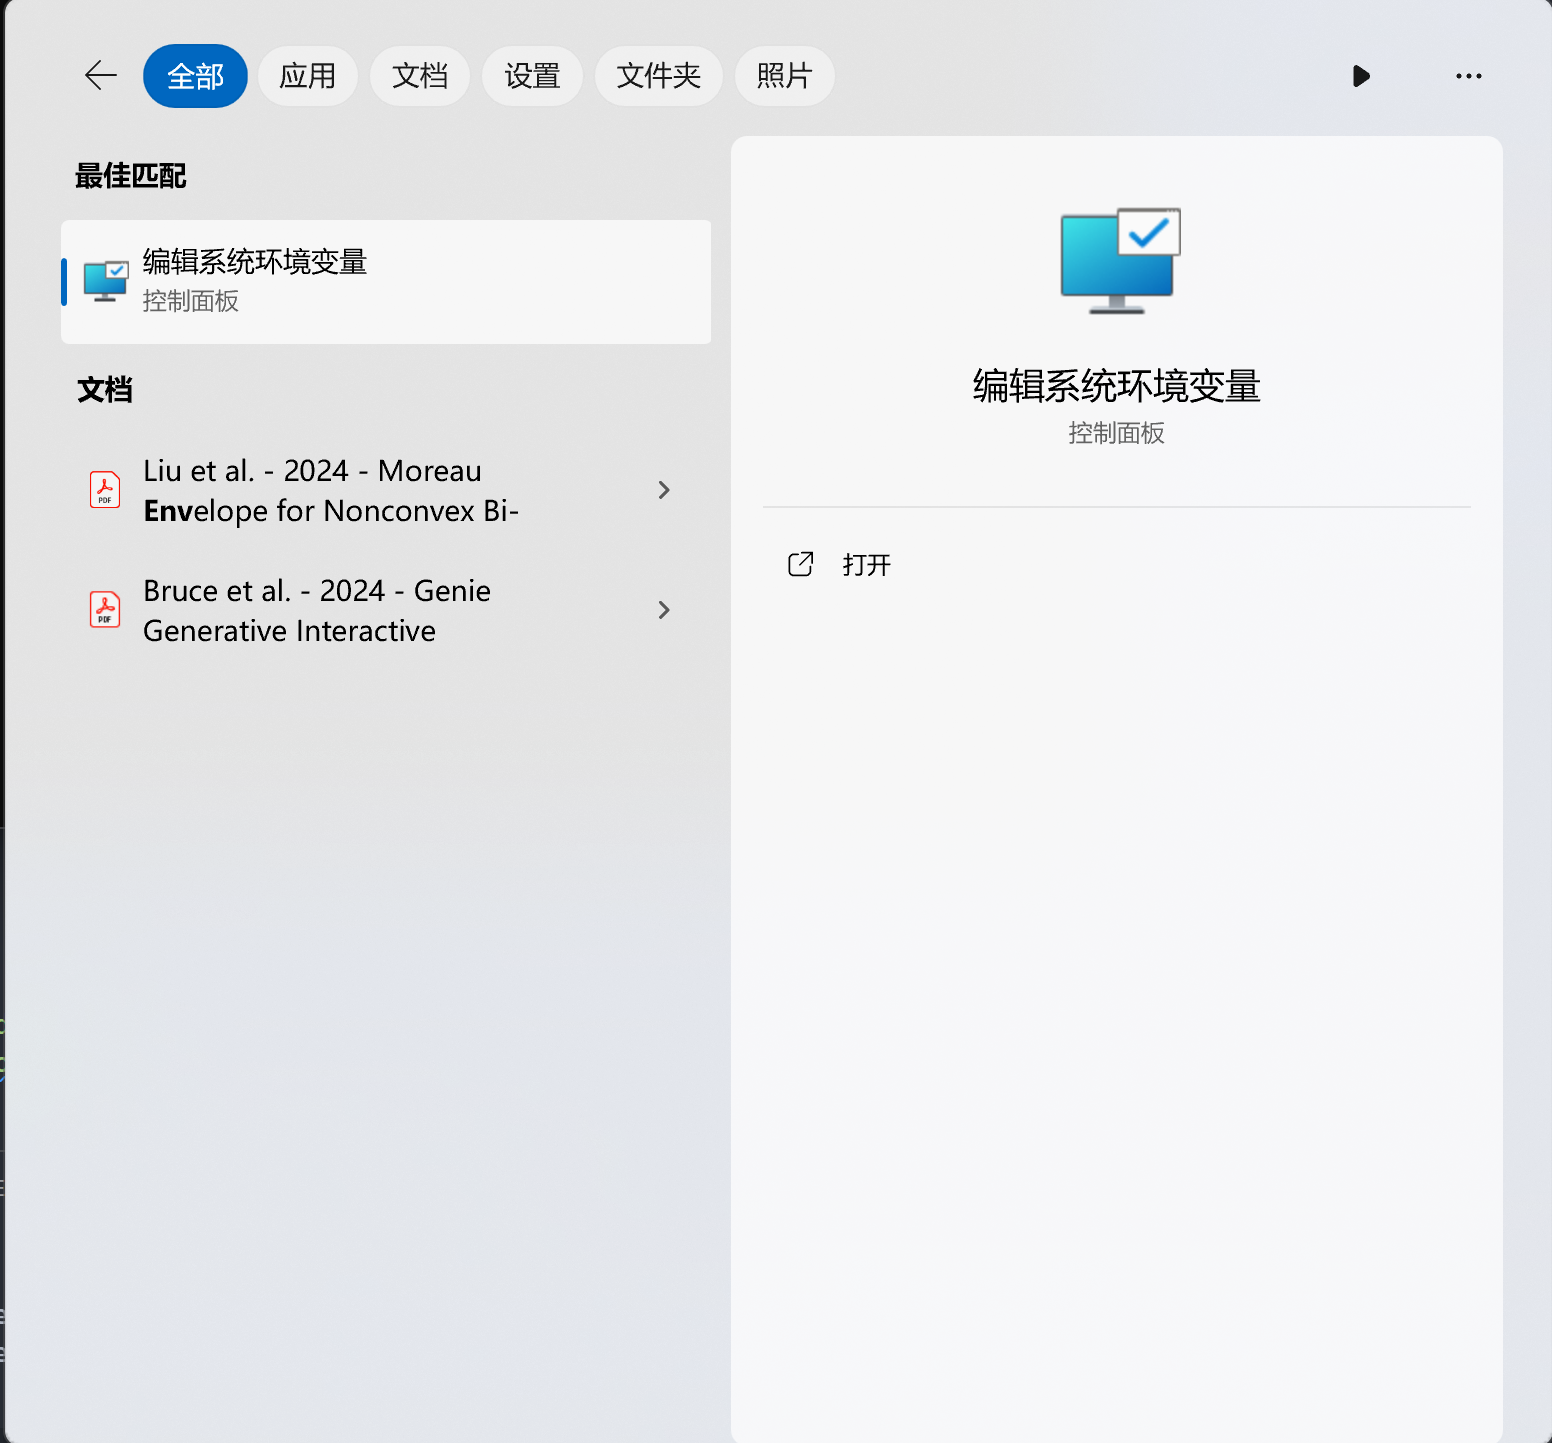 全部
应用
文档
设置
文件夹
照片
最佳匹配
编辑系统环境变量
控制面板
文档
Liu et al. - 2024 - Moreau
Envelope for Nonconvex Bi-
Bruce et al. - 2024 - Genie
Generative Interactive
编辑系统环境变量
控制面板
打开
PDF
PDF